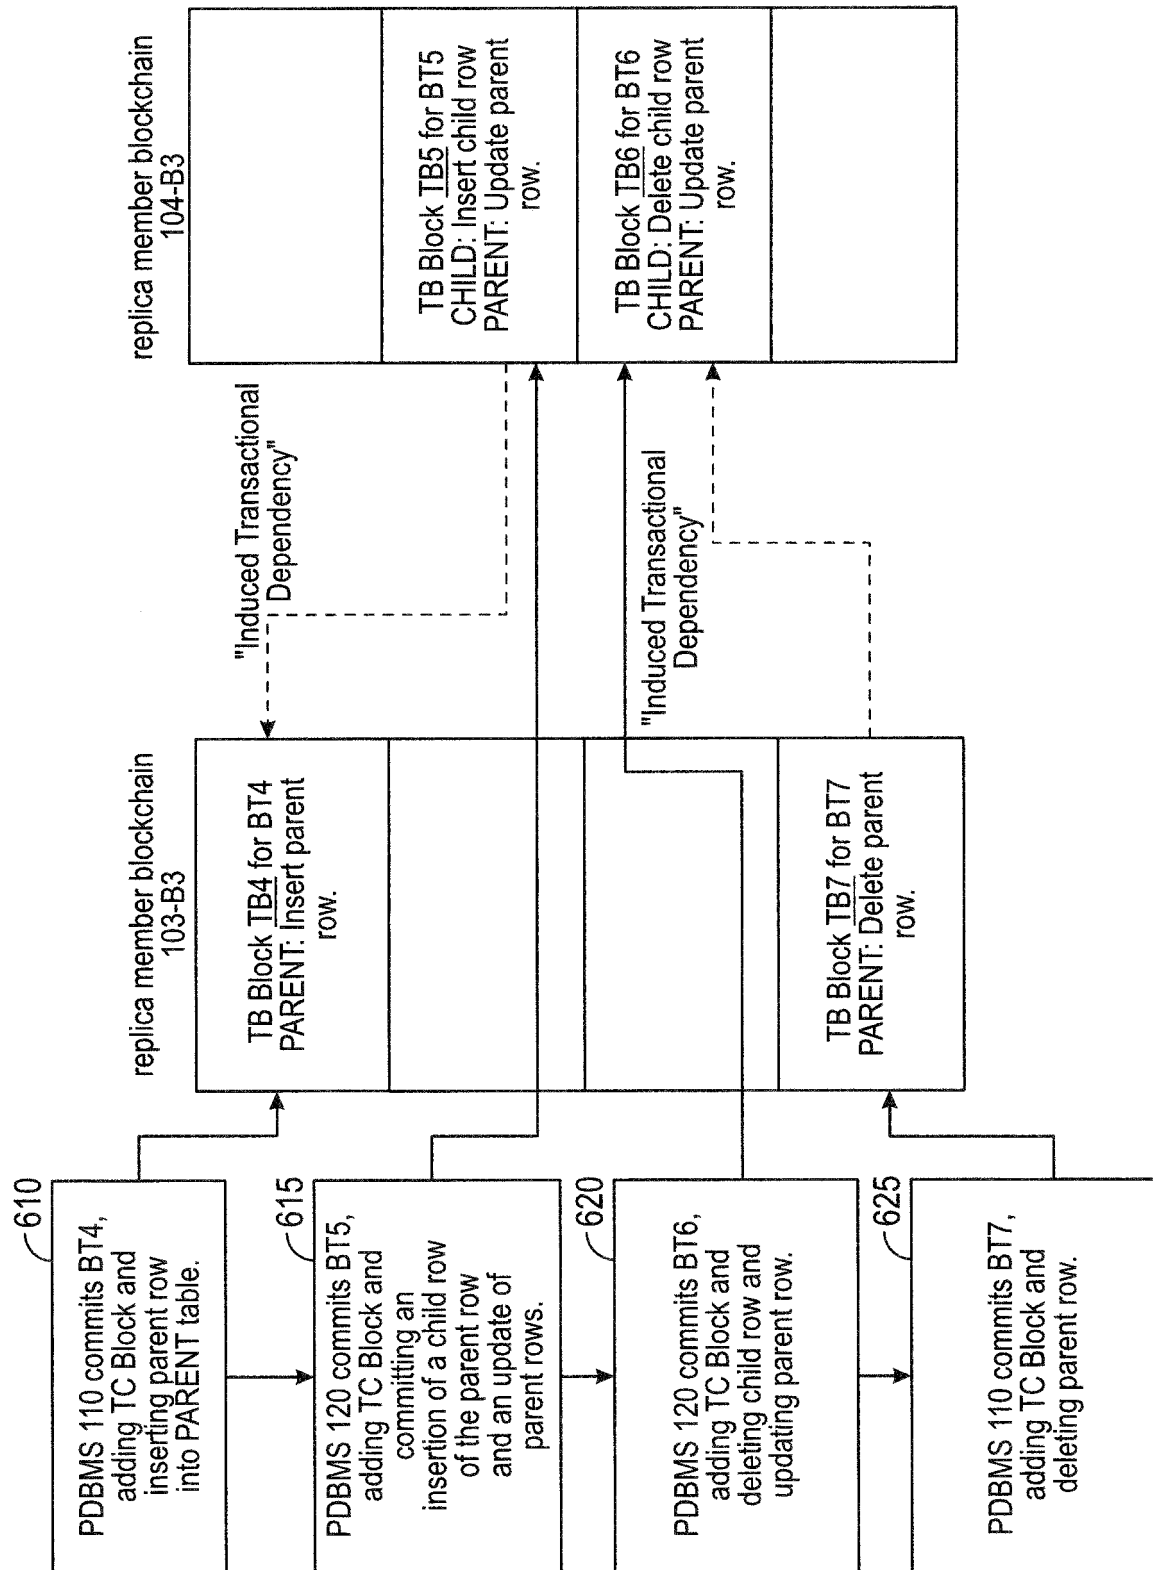 610
PDBMS 110 commits BT4,
adding TC Block and
inserting parent row
into PARENT table.
615
PDBMS 120 commits BT5,
adding TC Block and
committing an
insertion of a child row
of the parent row
and an update of
parent rows.
620
PDBMS 120 commits BT6,
adding TC Block and
deleting child row and
updating parent row.
625
PDBMS 110 commits BT7,
adding TC Block and
deleting parent row.
replica member blockchain
103-B3
TB Block TB4 for BT4
PARENT: Insert parent
row.
TB Block TB7 for BT7
PARENT: Delete parent
row.
"Induced Transactional
Dependency"
"Induced Transactional
Dependency"
replica member blockchain
104-B3
TB Block TB5 for BT5
CHILD: Insert child row
PARENT: Update parent
row.
TB Block TB6 for BT6
CHILD: Delete child row
PARENT: Update parent
row.